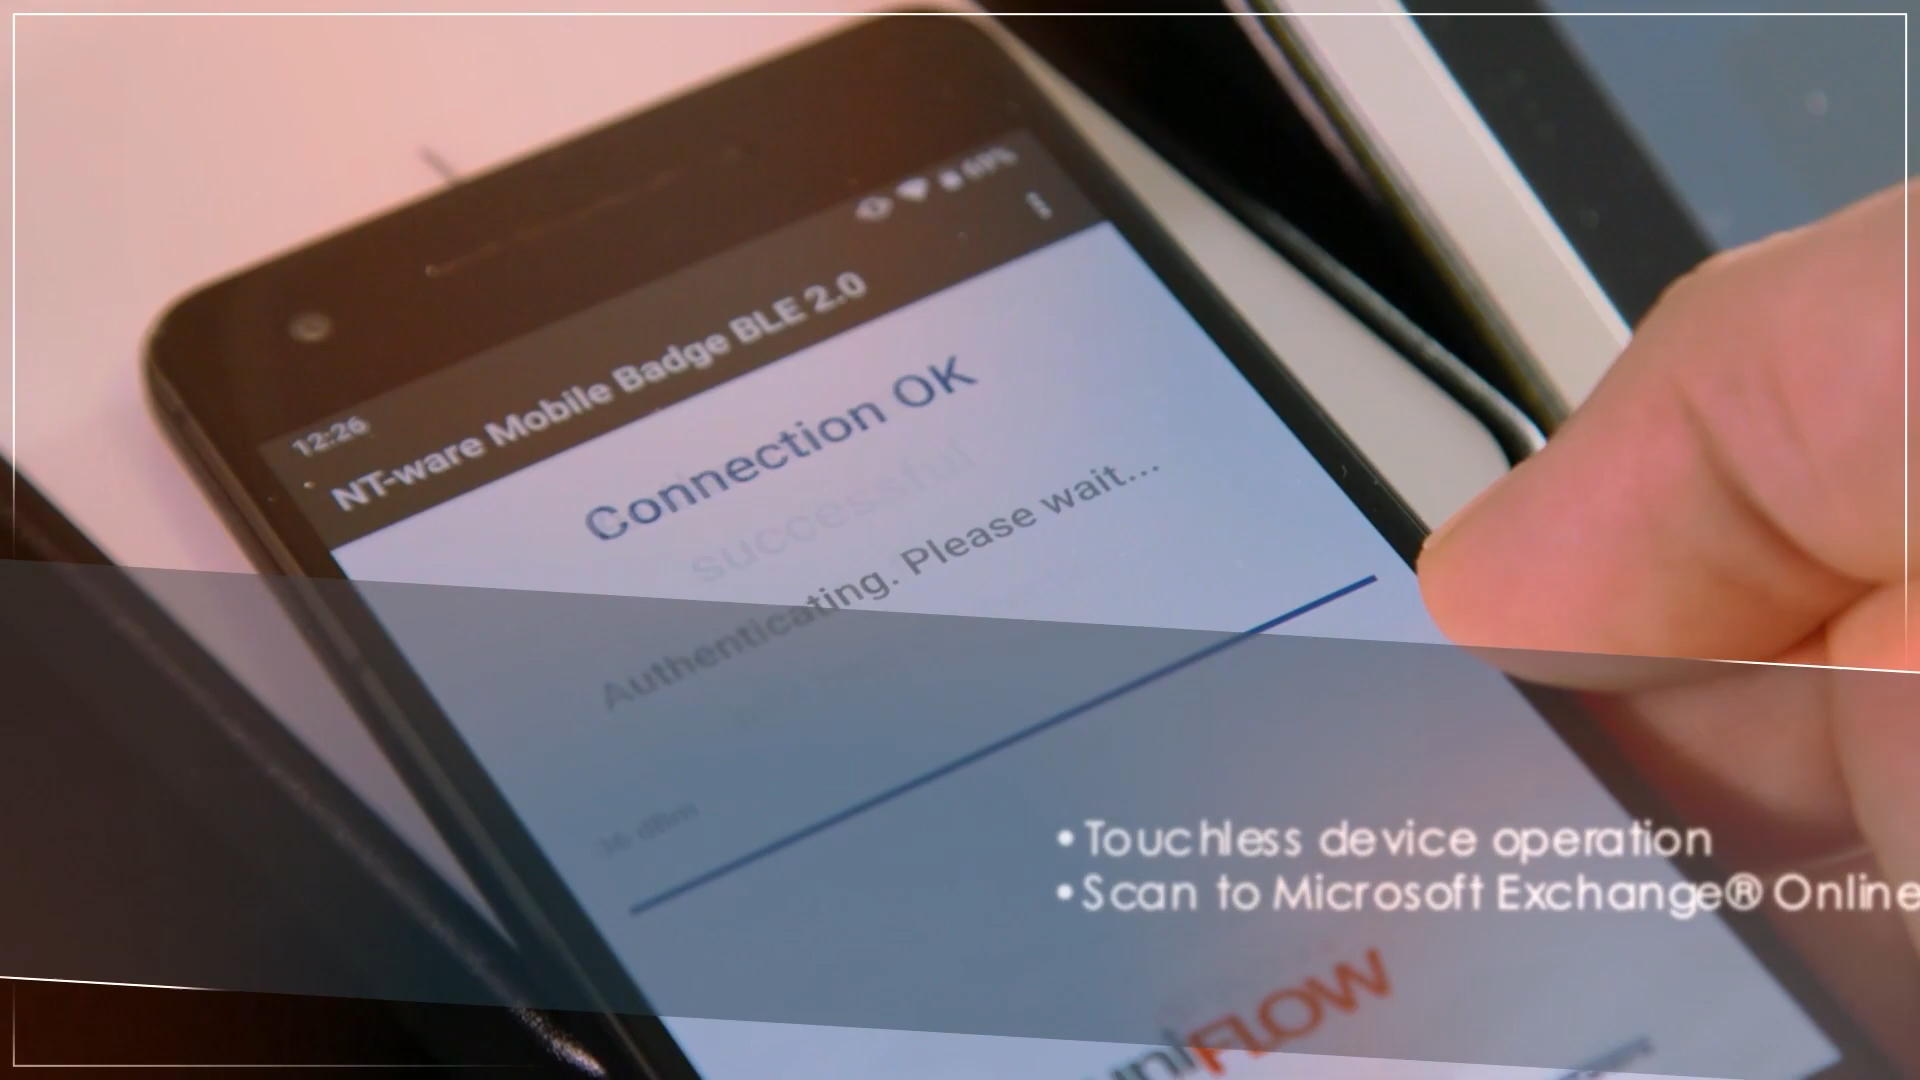 69%
12:26
NT-ware Mobile Badge BLE 2.0
Connection OK
successful
Authenticating. Please wait...
• Touchless device operation
• Scan to Microsoft Exchange® Online
uniFLOW